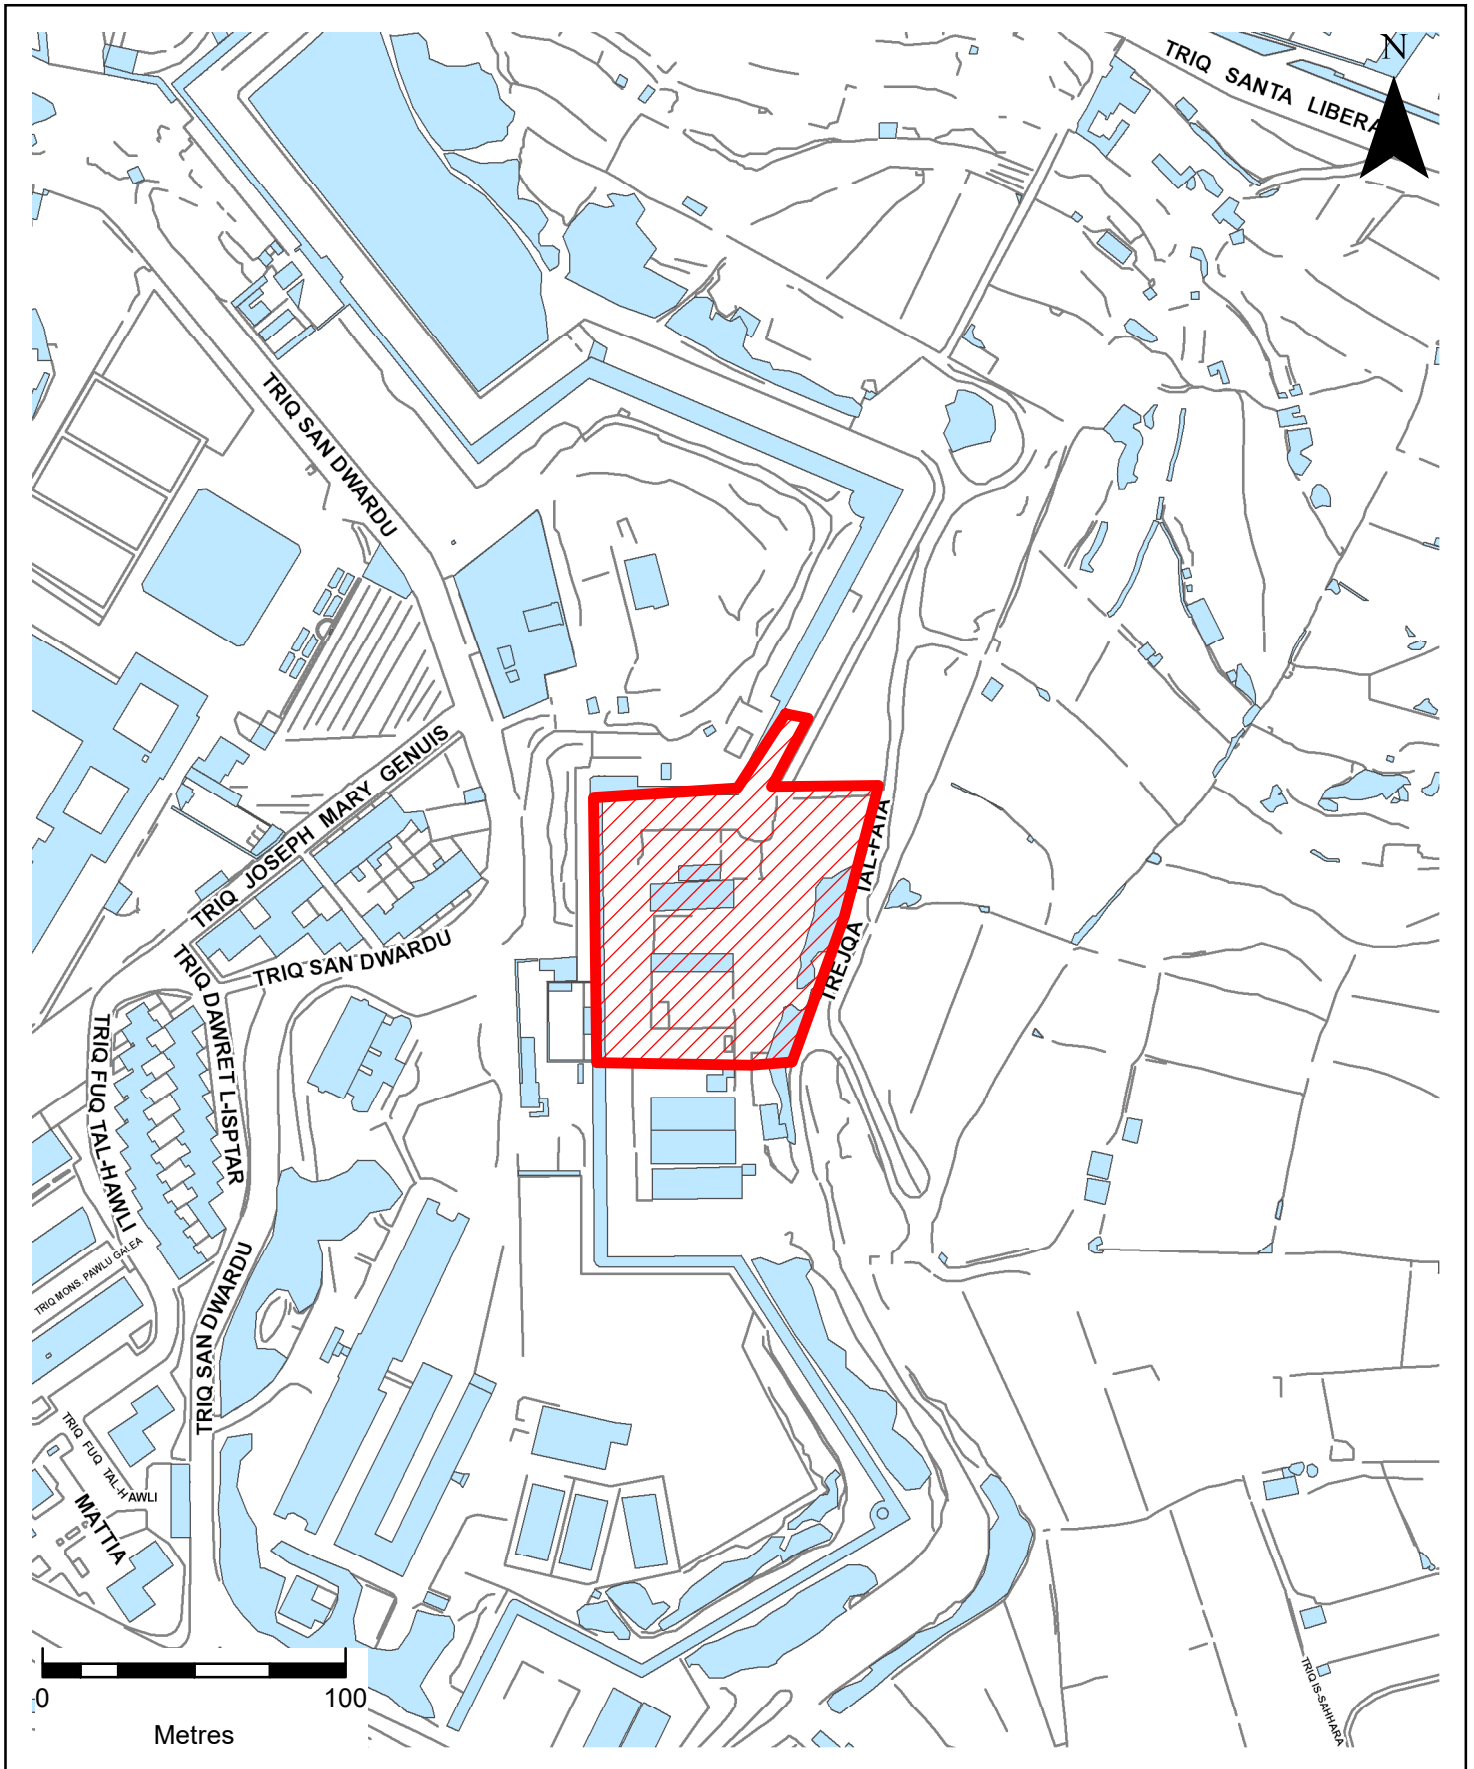 N
TRIQ SANTA LIBERA
TRIQ SAN DWARDU
TRIQ JOSEPH MARY GENUIS
TREJQA TAL-FATA
TRIQ SAN DWARDU
TRIQ DAWRET L-ISPTAR
TRIQ FUQ TAL-HAWLI
TRIQ MONS. PAWLU GALEA
TRIQ SAN DWARDU
TRIQ FUQ TAL-HAWLI
MATTIA
TRIQ IS-SAHHARA
0 100
Metres